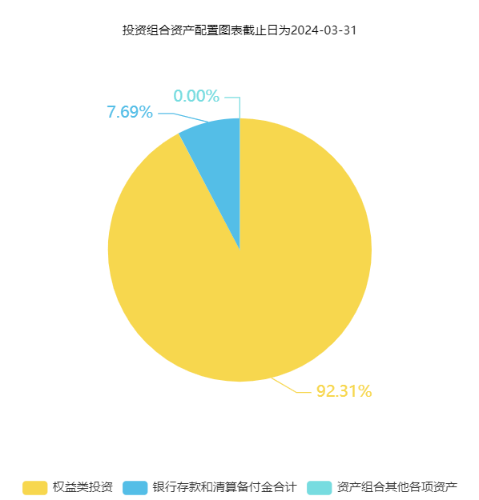 投资组合资产配置图表截止日为2024-03-31
0.00%
7.69%
92.31%
权益类投资 银行存款和清算备付金合计 资产组合其他各项资产